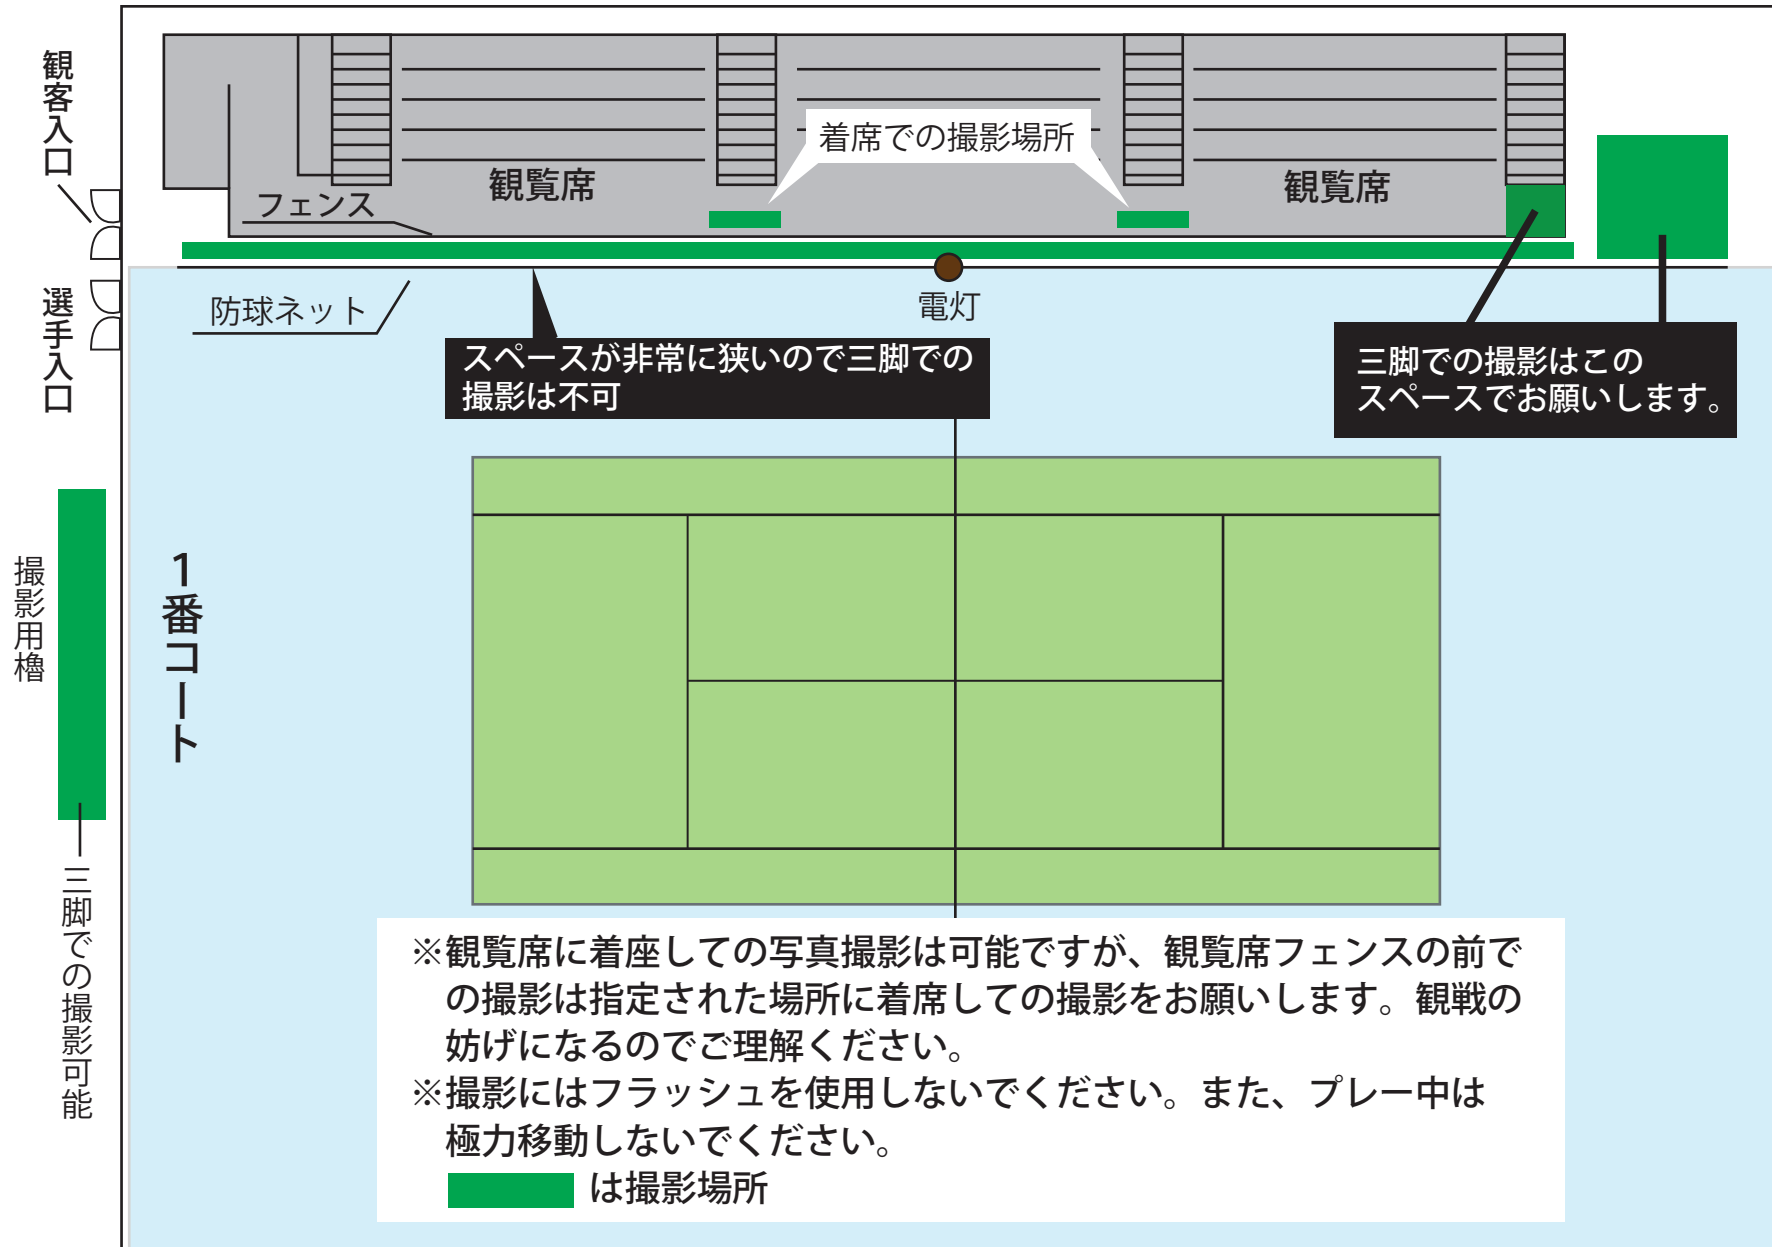 観客入口
着席での撮影場所
観覧席
観覧席
フェンス
選手入口
防球ネット
電灯
スペースが非常に狭いので三脚での
撮影は不可
三脚での撮影はこの
スペースでお願いします。
撮影用櫓
1番コート
三脚での撮影可能
※観覧席に着座しての写真撮影は可能ですが、観覧席フェンスの前で
の撮影は指定された場所に着席しての撮影をお願いします。観戦の
妨げになるのでご理解ください。
※撮影にはフラッシュを使用しないでください。また、プレー中は
極力移動しないでください。
は撮影場所